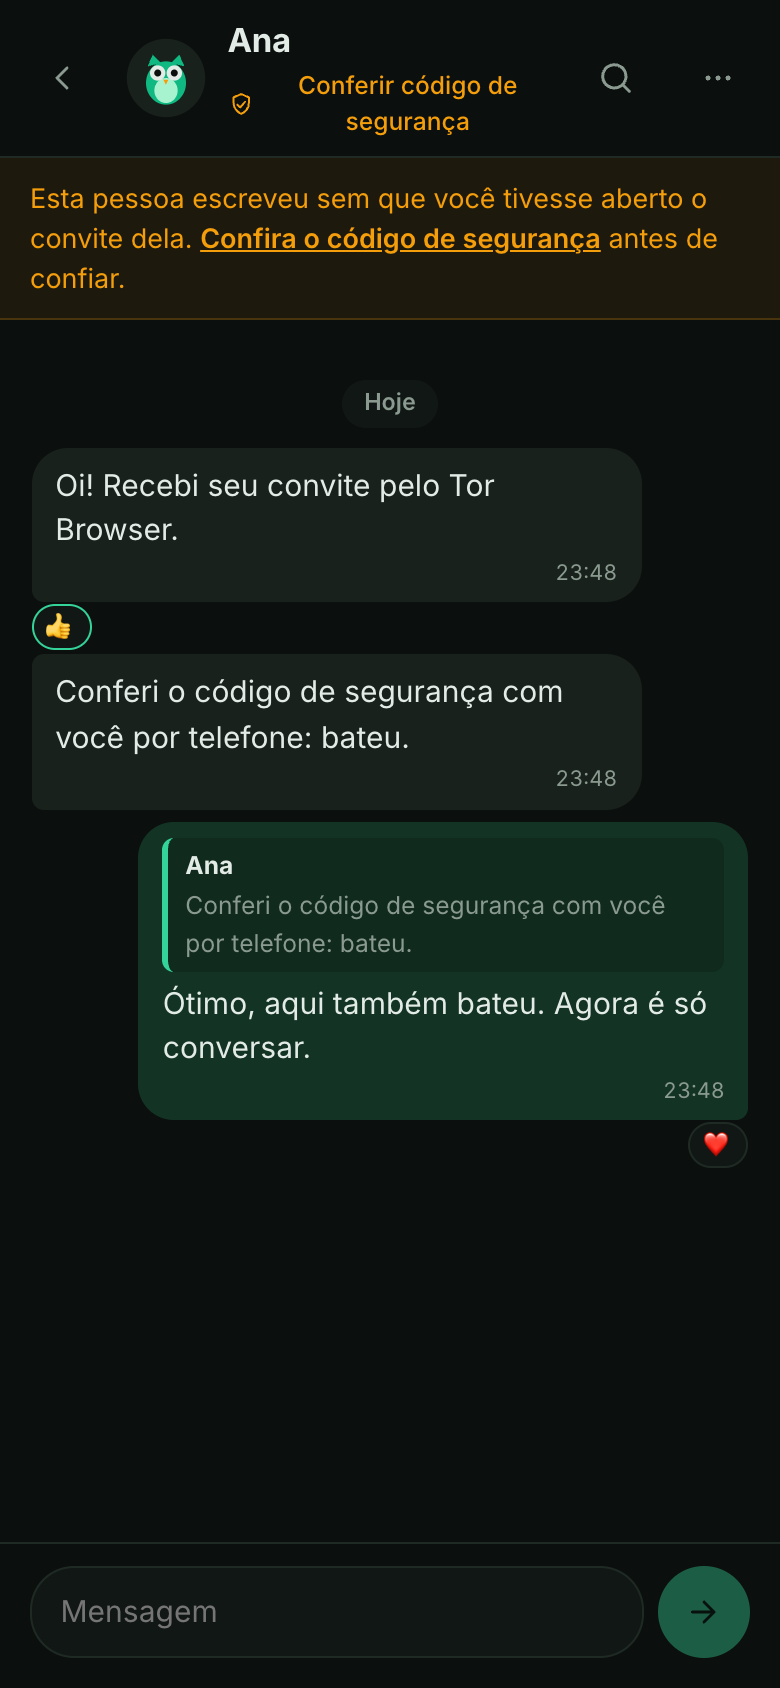 Ana
Conferir código de
segurança
Esta pessoa escreveu sem que você tivesse aberto o
convite dela. Confira o código de segurança antes de
confiar.
Hoje
Oi! Recebi seu convite pelo Tor
Browser.
23:48
👍
Conferi o código de segurança com
você por telefone: bateu.
23:48
Ana
Conferi o código de segurança com você
por telefone: bateu.
Ótimo, aqui também bateu. Agora é só
conversar.
23:48
❤️
Mensagem